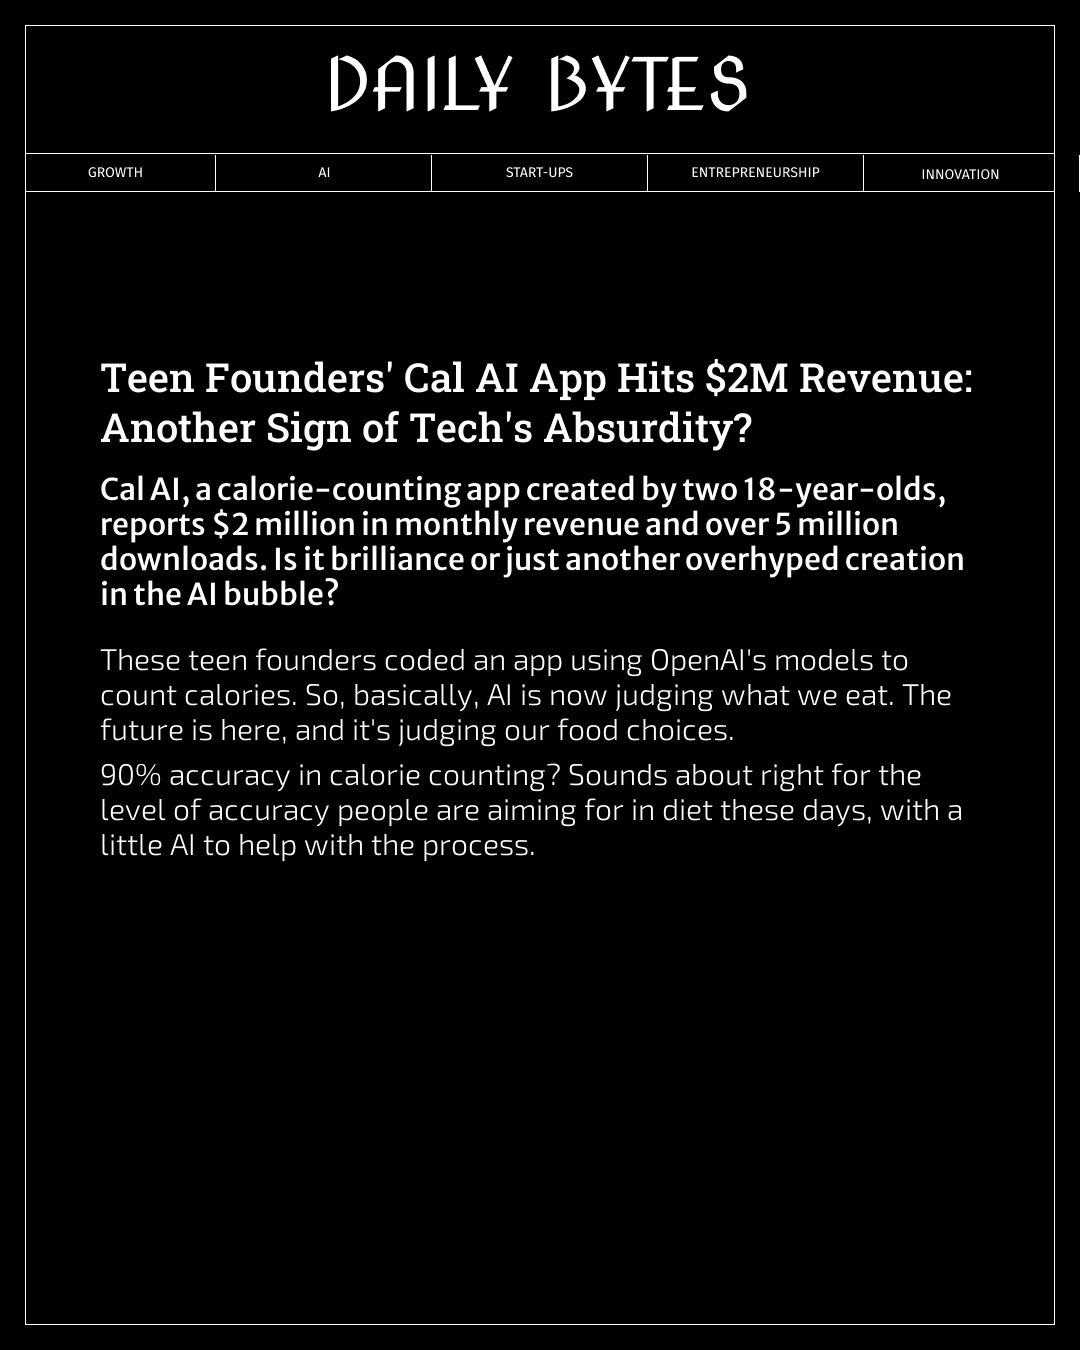 DAILY BYTES
GROWTH
AI
START-UPS
ENTREPRENEURSHIP
INNOVATION
Teen Founders' Cal AI App Hits $2M Revenue:
Another Sign of Tech's Absurdity?
Cal AI, a calorie-counting app created by two 18-year-olds,
reports $2 million in monthly revenue and over 5 million
downloads. Is it brilliance or just another overhyped creation
in the AI bubble?
These teen founders coded an app using OpenAI's models to
count calories. So, basically, AI is now judging what we eat. The
future is here, and it's judging our food choices.
90% accuracy in calorie counting? Sounds about right for the
level of accuracy people are aiming for in diet these days, with a
little AI to help with the process.